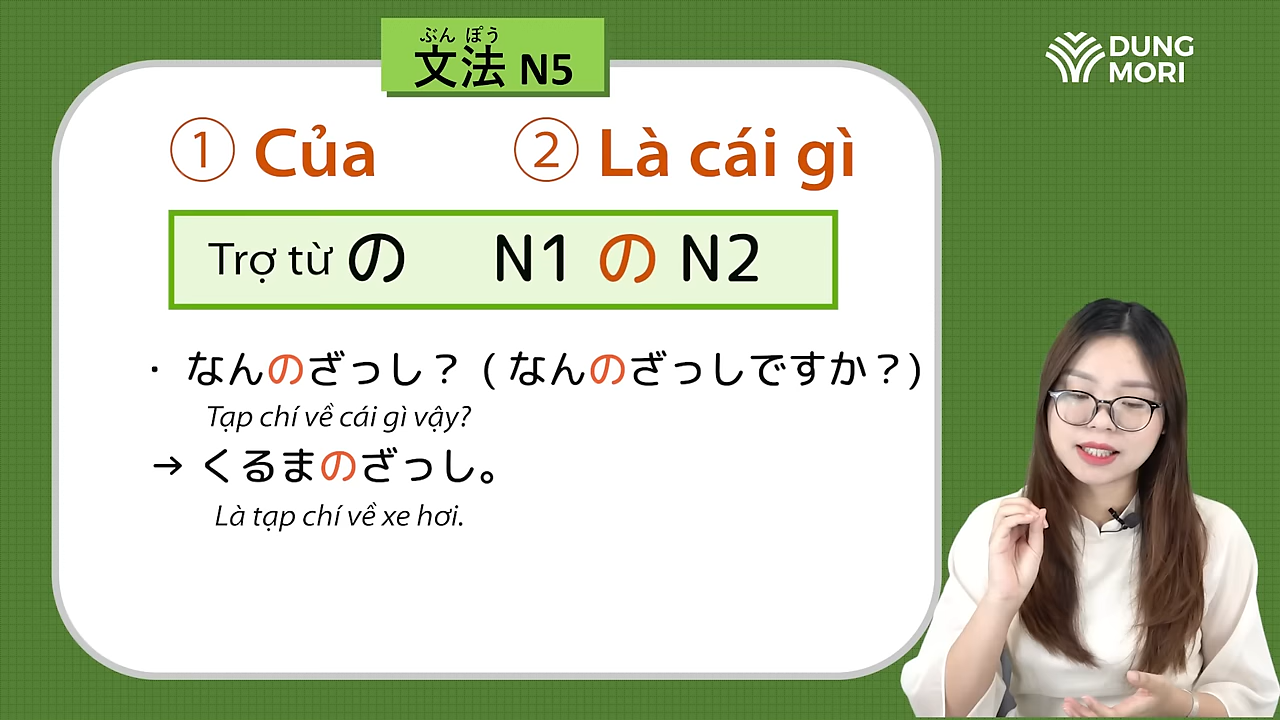 ぶん ぽう
文法 N5
DUNG
MORI
① Của ② Là cái gì
Trợ từ の N1 の N2
・ なんのざっし？ ( なんのざっしですか？)
Tạp chí về cái gì vậy?
→ くるまのざっし。
Là tạp chí về xe hơi.